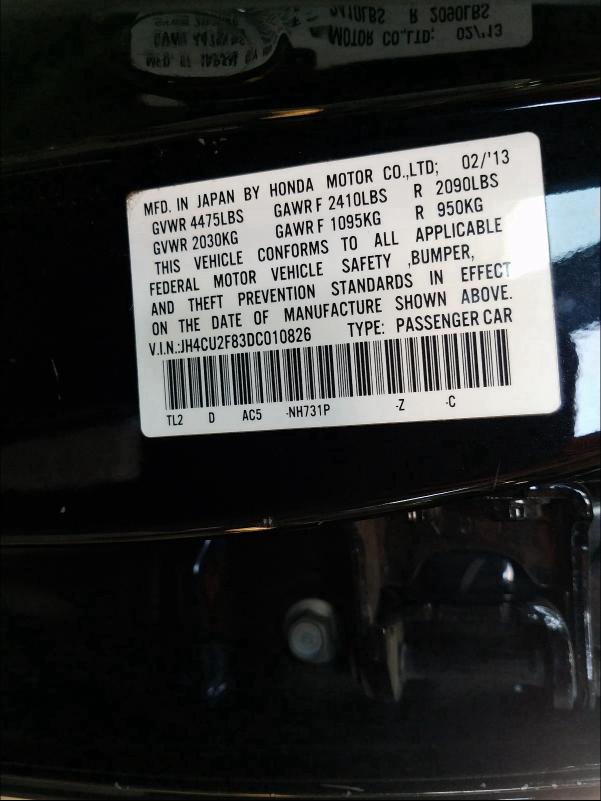 MFD. IN JAPAN BY HONDA MOTOR CO.,LTD; 02/'13
GVWR 4475LBS GAWR F 2410LBS R 2090LBS
GVWR 2030KG GAWR F 1095KG R 950KG
THIS VEHICLE CONFORMS TO ALL APPLICABLE
FEDERAL MOTOR VEHICLE SAFETY ,BUMPER,
AND THEFT PREVENTION STANDARDS IN EFFECT
ON THE DATE OF MANUFACTURE SHOWN ABOVE.
V.I.N.:JH4CU2F83DC010826 TYPE: PASSENGER CAR
TL2 D AC5 -NH731P -Z -C